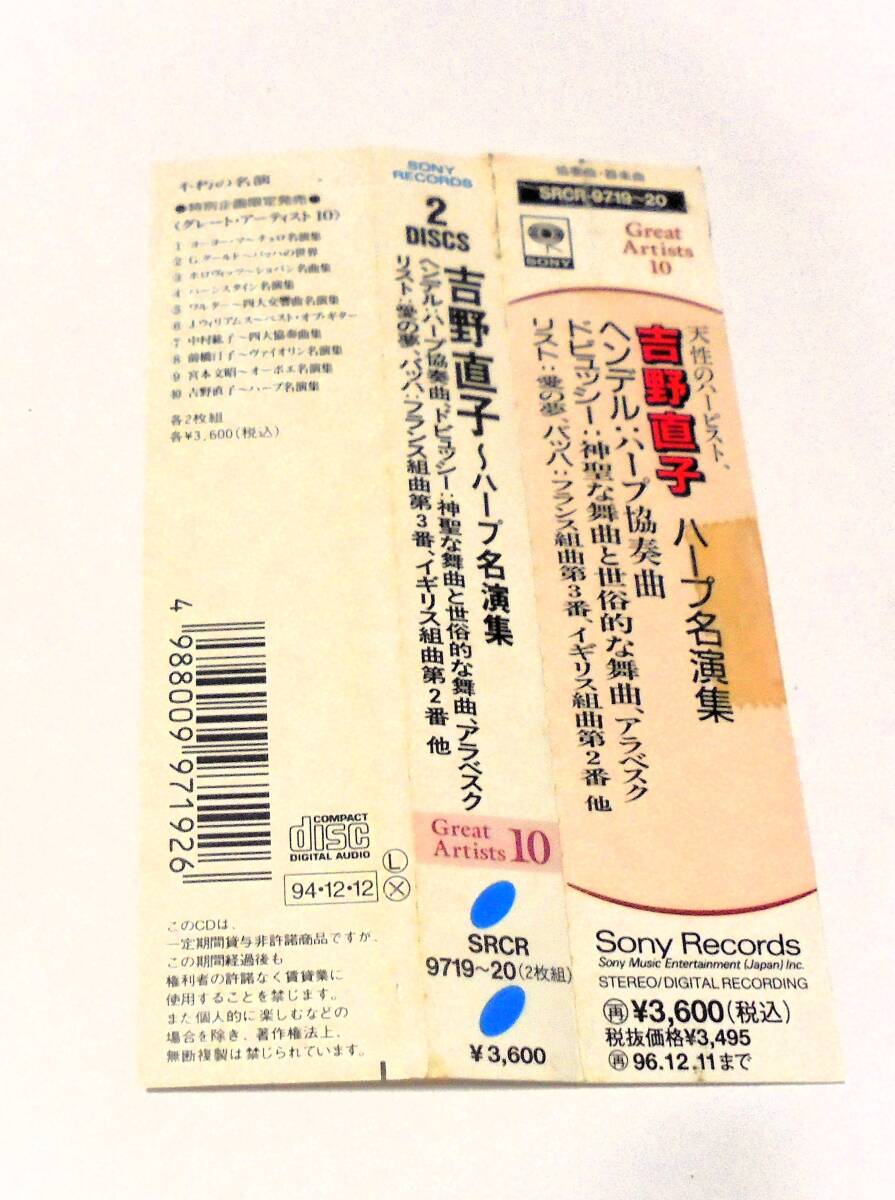 不朽の名演
●特別企画限定発売●
〈グレート・アーティスト10〉
1 ヨーヨー・マ〜チェロ名演集
2 G.グールド〜バッハの世界
3 ホロヴィッツ〜ショパン名曲集
4 バーンスタイン名演集
5 ワルター〜四大交響曲名演集
6 J.ウィリアムス〜ベスト・オブ・ギター
7 中村紘子〜四大協奏曲集
8 前橋汀子〜ヴァイオリン名演集
9 宮本文昭〜オーボエ名演集
10 吉野直子〜ハープ名演集
各2枚組
各¥3,600(税込)
4 988009 971926
COMPACT
disc
DIGITAL AUDIO
94・12・12
L
X
このCDは、
一定期間貸与非許諾商品ですが、
この期間経過後も
権利者の許諾なく賃貸業に
使用することを禁じます。
また個人的に楽しむなどの
場合を除き、著作権法上、
無断複製は禁じられています。
SONY
RECORDS
2
DISCS
吉野直子〜ハープ名演集
ヘンデル:ハープ協奏曲、ドビュッシー:神聖な舞曲と世俗的な舞曲、アラベスク
リスト:愛の夢、バッハ:フランス組曲第3番、イギリス組曲第2番 他
Great
Artists 10
SRCR
9719~20(2枚組)
¥3,600
協奏曲・器楽曲
SRCR-9719~20
SONY
Great
Artists
10
天性のハーピスト、
吉野直子 ハープ名演集
ヘンデル:ハープ協奏曲
ドビュッシー:神聖な舞曲と世俗的な舞曲、アラベスク
リスト:愛の夢、バッハ:フランス組曲第3番、イギリス組曲第2番 他
Sony Records
Sony Music Entertainment (Japan) Inc.
STEREO/DIGITAL RECORDING
再¥3,600(税込)
税抜価格¥3,495
再96.12.11まで